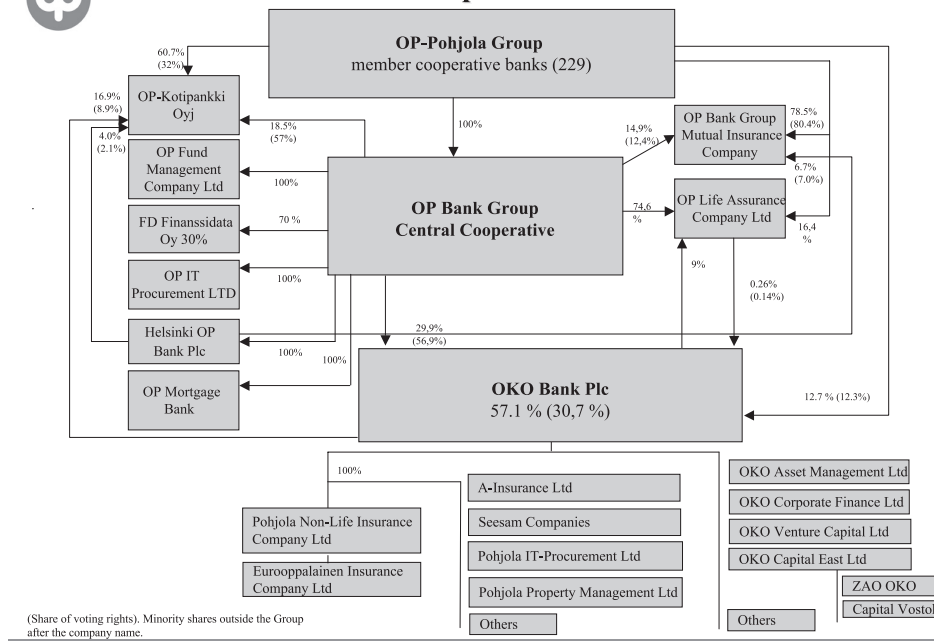 OP-Pohjola Group
member cooperative banks (229)
60.7%
(32%)
16.9%
(8.9%)
OP-Kotipankki
Oyj
4.0%
(2.1%)
18.5%
(57%)
100%
14,9%
(12,4%)
OP Bank Group
Mutual Insurance
Company
78.5%
(80.4%)
6.7%
(7.0%)
OP Fund
Management
Company Ltd
100%
OP Bank Group
Central Cooperative
74,6
%
OP Life Assurance
Company Ltd
16,4
%
FD Finanssidata
Oy 30%
70 %
OP IT
Procurement LTD
100%
9%
0.26%
(0.14%)
Helsinki OP
Bank Plc
100%
29,9%
(56,9%)
100%
OP Mortgage
Bank
OKO Bank Plc
57.1 % (30,7 %)
12.7 % (12.3%)
100%
Pohjola Non-Life Insurance
Company Ltd
Eurooppalainen Insurance
Company Ltd
A-Insurance Ltd
Seesam Companies
Pohjola IT-Procurement Ltd
Pohjola Property Management Ltd
Others
OKO Asset Management Ltd
OKO Corporate Finance Ltd
OKO Venture Capital Ltd
OKO Capital East Ltd
ZAO OKO
Capital Vostok
Others
(Share of voting rights). Minority shares outside the Group
after the company name.